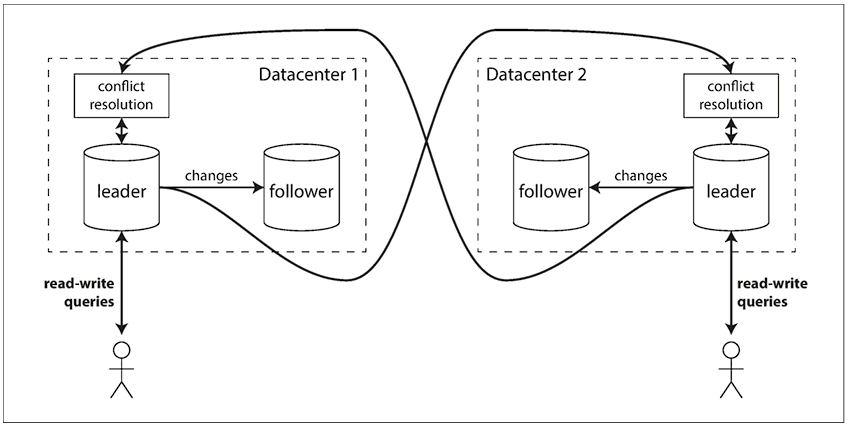 Datacenter 1
conflict
resolution
leader
changes
follower
read-write
queries
Datacenter 2
conflict
resolution
follower
changes
leader
read-write
queries